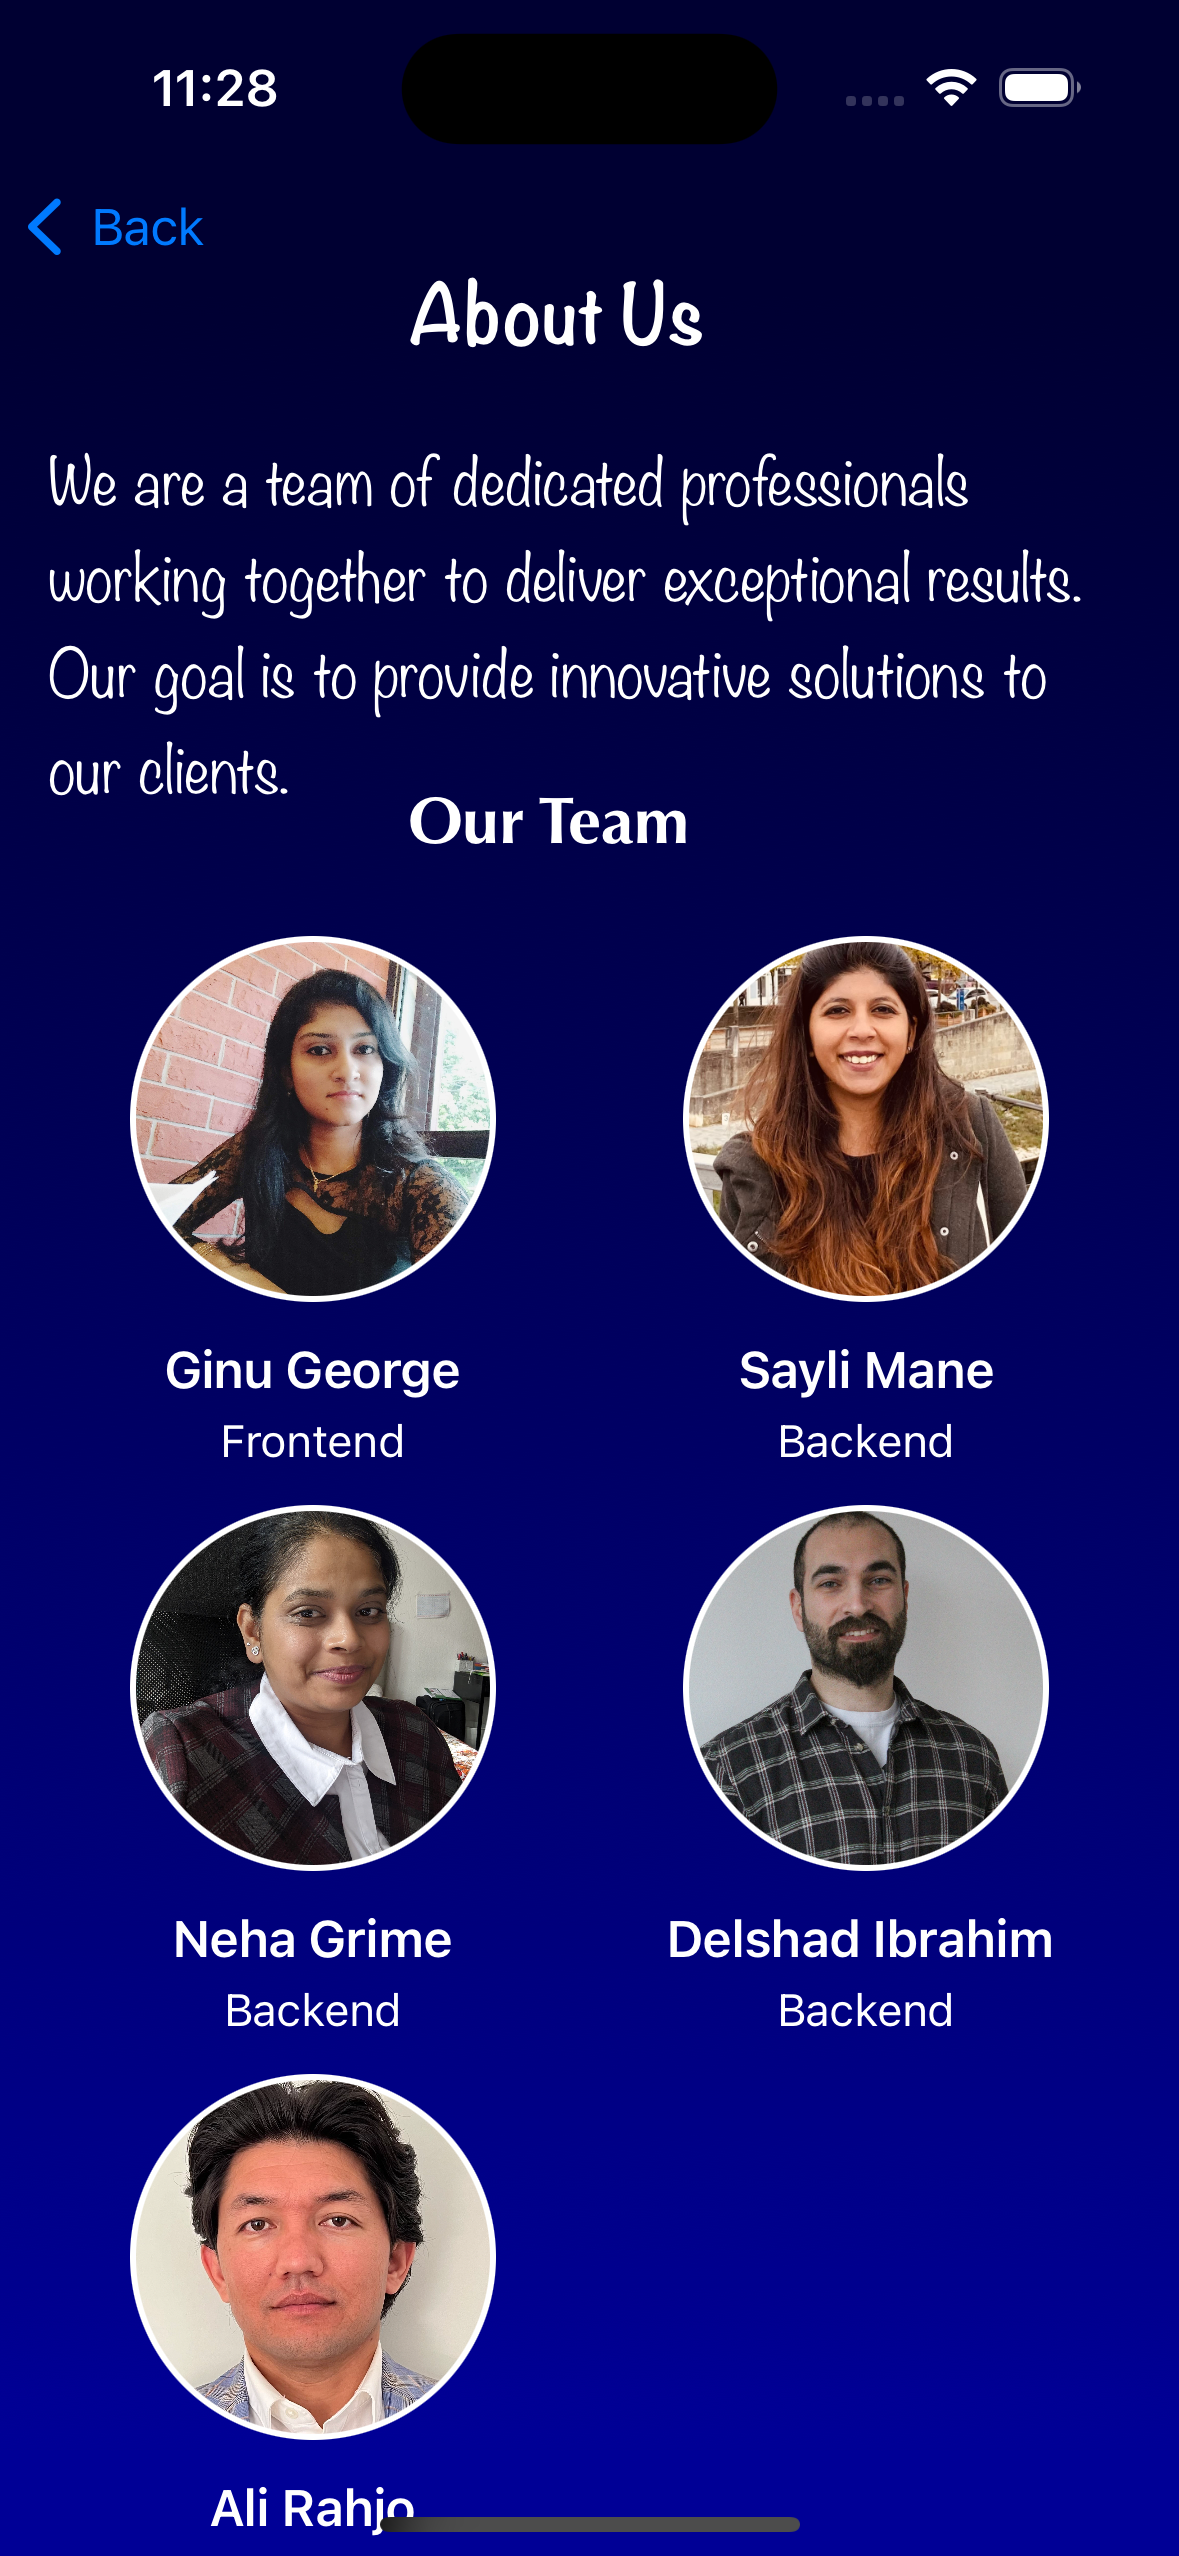 11:28
Back
About Us
We are a team of dedicated professionals
working together to deliver exceptional results.
Our goal is to provide innovative solutions to
our clients.
Our Team
Ginu George
Sayli Mane
Frontend
Backend
Neha Grime
Delshad Ibrahim
Backend
Backend
Ali Rahjo